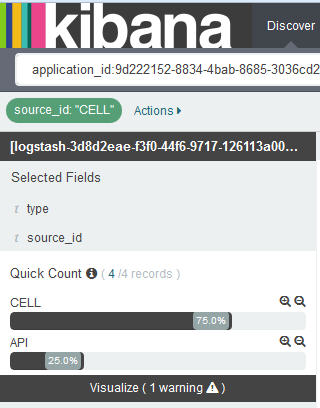 kibana
Discover
application_id:9d222152-8834-4bab-8685-3036cd2
source_id: "CELL"
Actions
[logstash-3d8d2eae-f3f0-44f6-9717-126113a00...
Selected Fields
t type
t source_id
Quick Count ( 4 /4 records )
CELL
75.0%
API
25.0%
Visualize ( 1 warning )